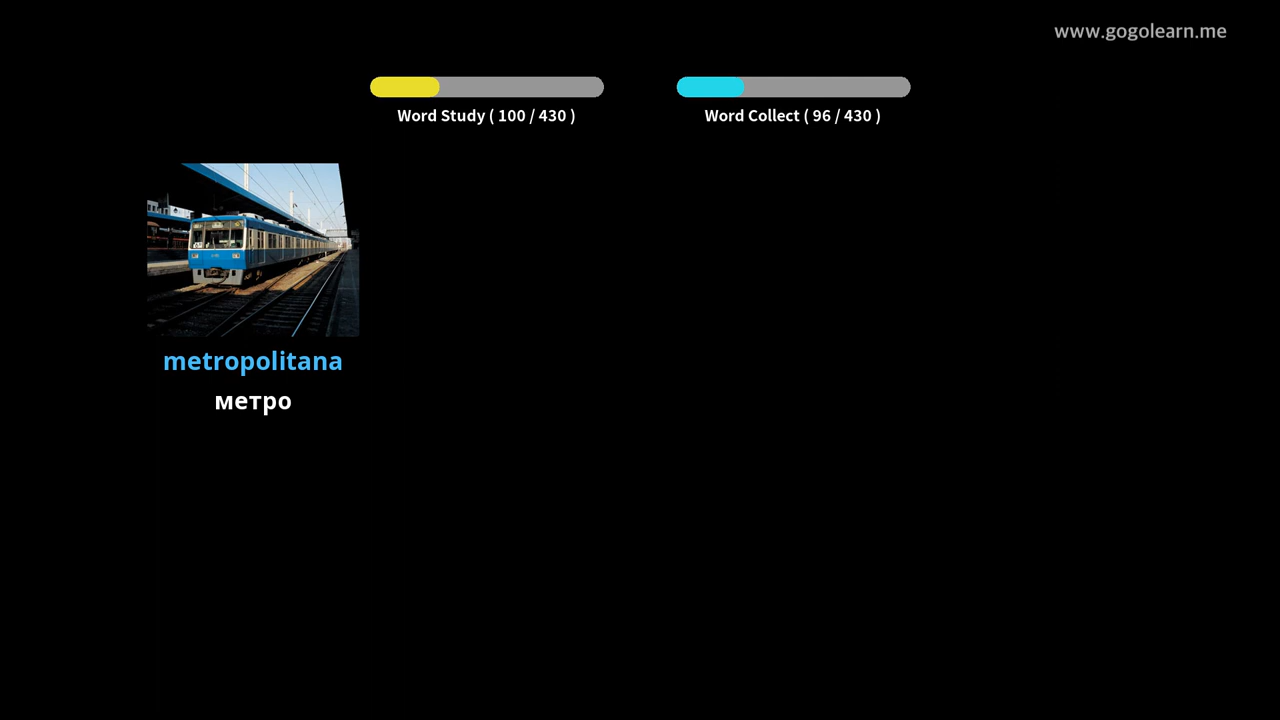 www.gogolearn.me
Word Study ( 100 / 430 )
Word Collect ( 96 / 430 )
metropolitana
метро